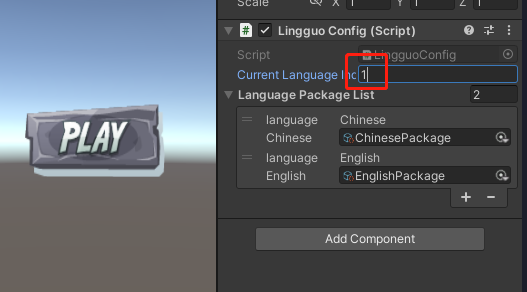 Scale
X 1 Y 1 Z 1
Lingguo Config (Script)
Script
LingguoConfig
Current Language Ind
1
Language Package List
2
language
Chinese
Chinese
ChinesePackage
language
English
English
EnglishPackage
+ −
Add Component
PLAY